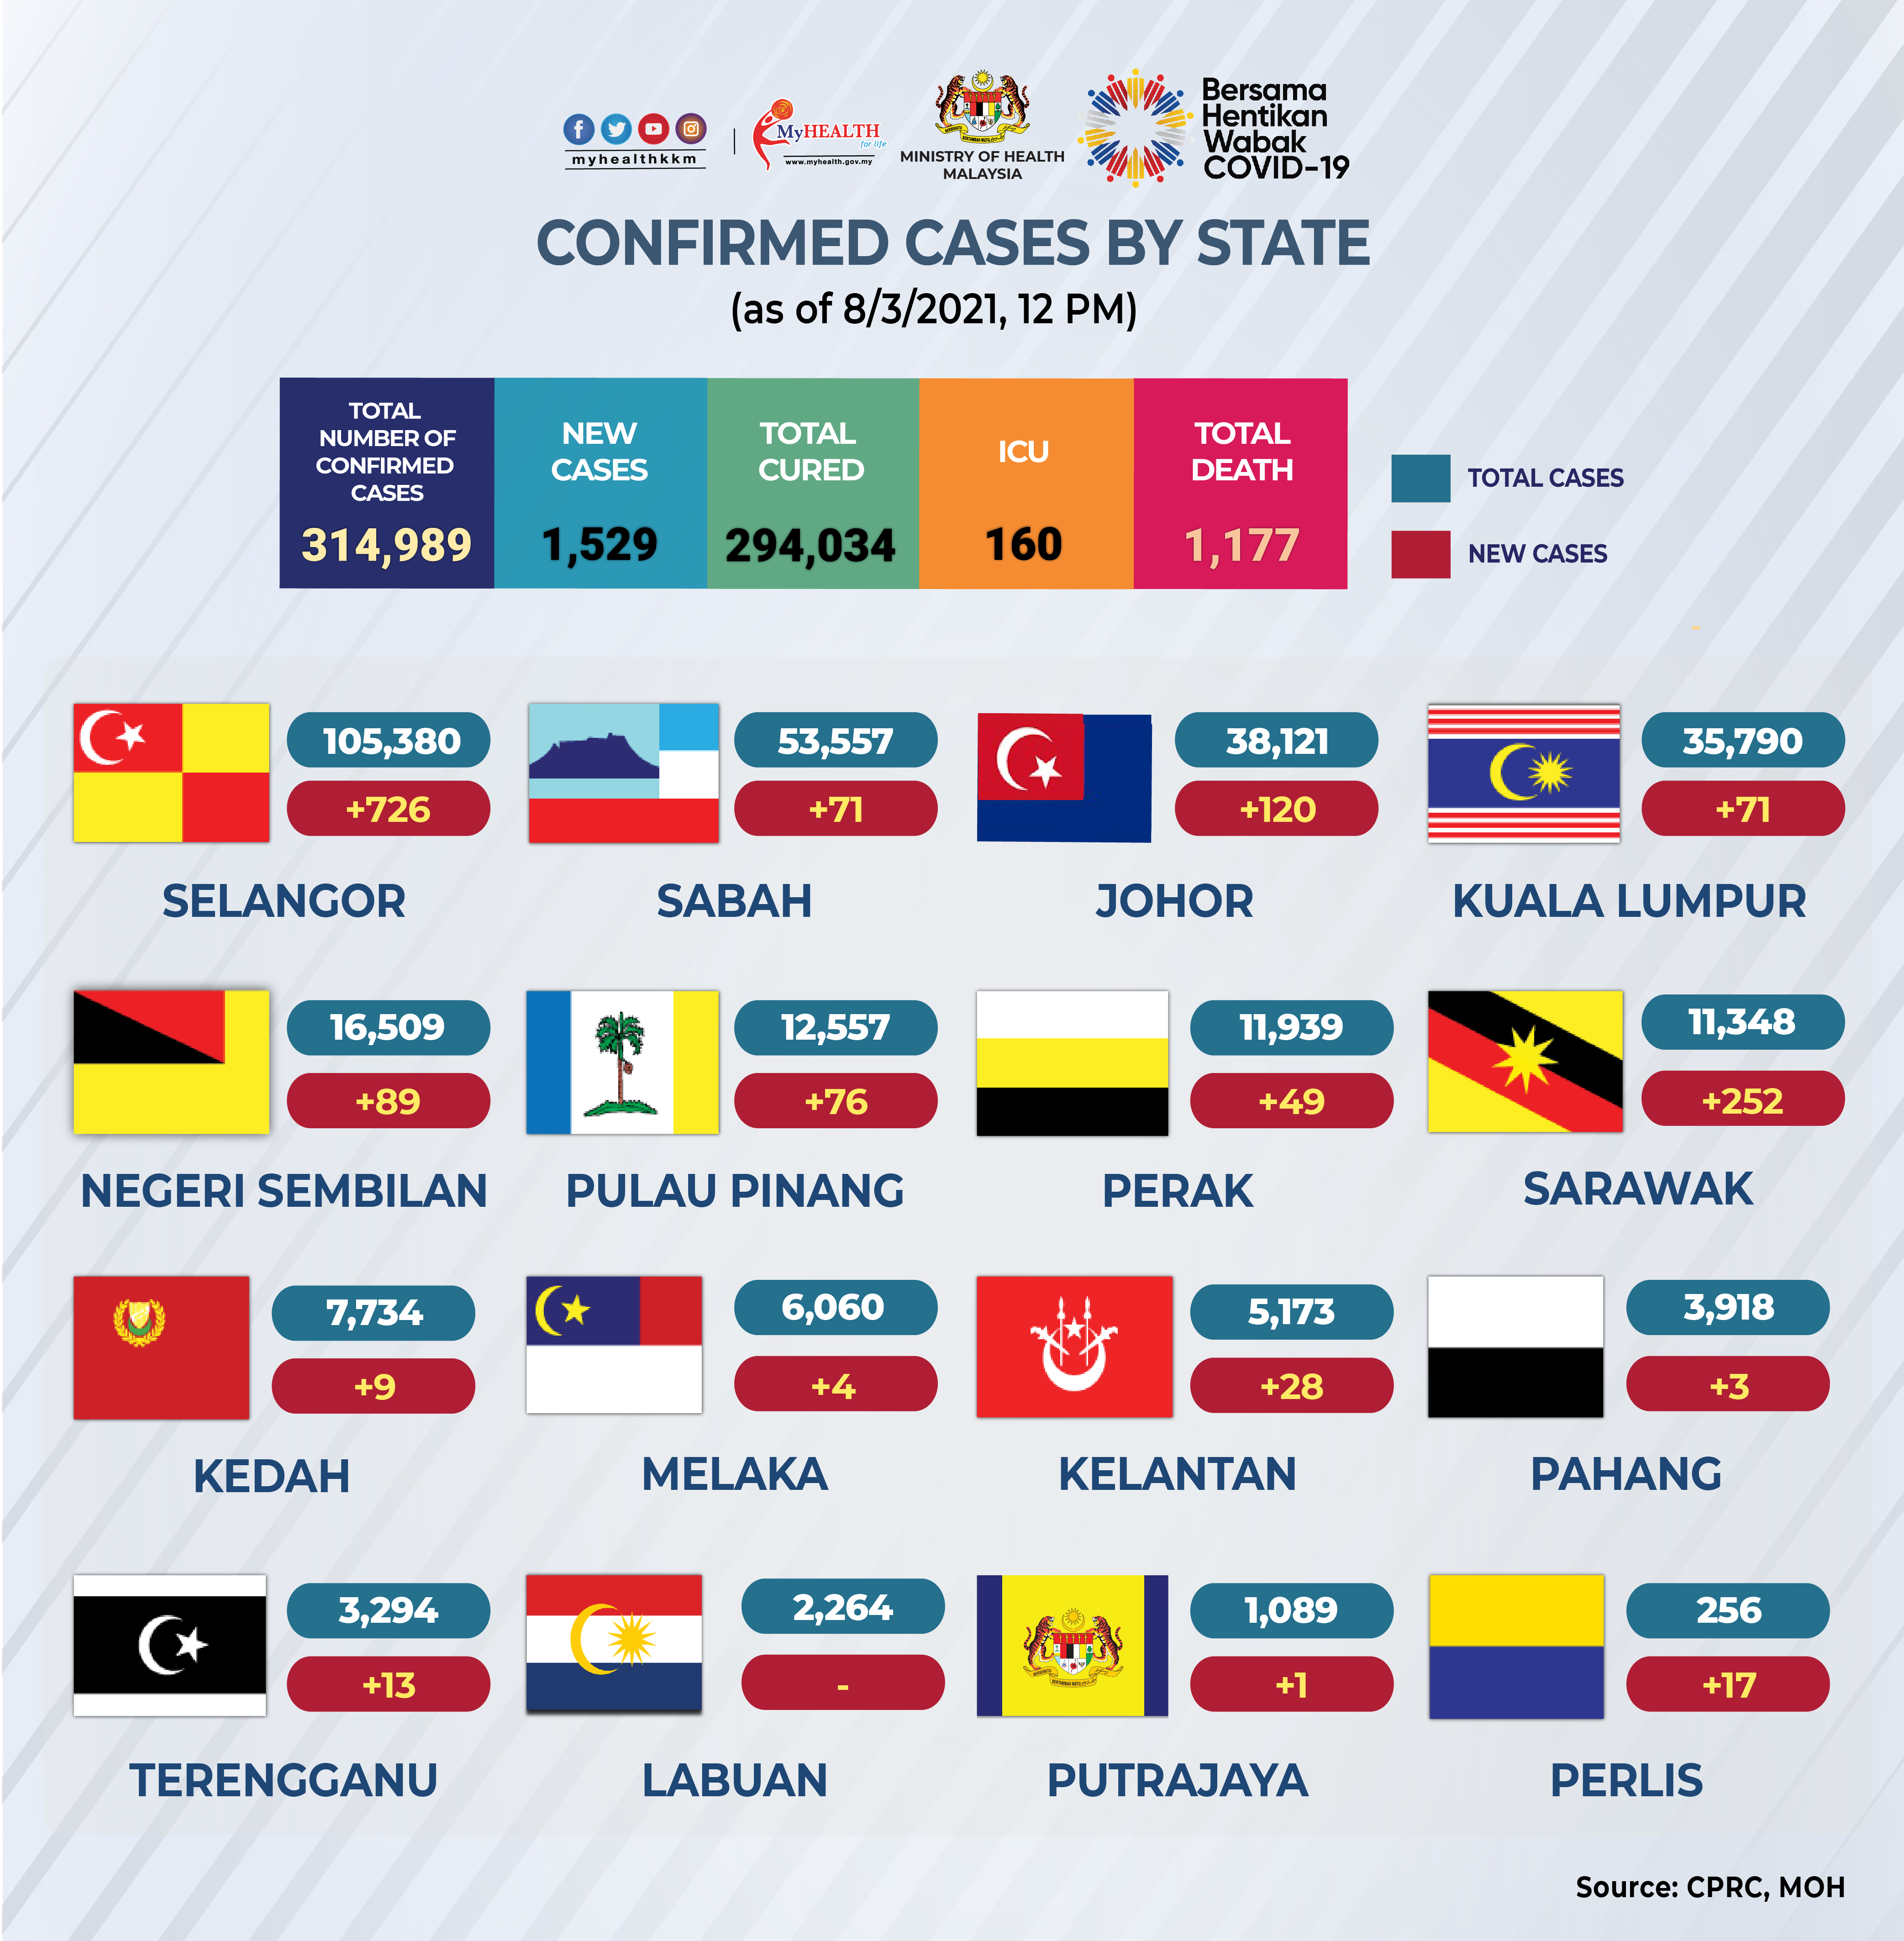 myhealthkkm
MyHEALTH
for life
www.myhealth.gov.my
MINISTRY OF HEALTH
MALAYSIA
Bersama
Hentikan
Wabak
COVID-19
CONFIRMED CASES BY STATE
(as of 8/3/2021, 12 PM)
TOTAL
NUMBER OF
CONFIRMED
CASES
314,989
NEW
CASES
1,529
TOTAL
CURED
294,034
ICU
160
TOTAL
DEATH
1,177
TOTAL CASES
NEW CASES
105,380
+726
SELANGOR
53,557
+71
SABAH
38,121
+120
JOHOR
35,790
+71
KUALA LUMPUR
16,509
+89
NEGERI SEMBILAN
12,557
+76
PULAU PINANG
11,939
+49
PERAK
11,348
+252
SARAWAK
7,734
+9
KEDAH
6,060
+4
MELAKA
5,173
+28
KELANTAN
3,918
+3
PAHANG
3,294
+13
TERENGGANU
2,264
-
LABUAN
1,089
+1
PUTRAJAYA
256
+17
PERLIS
Source: CPRC, MOH